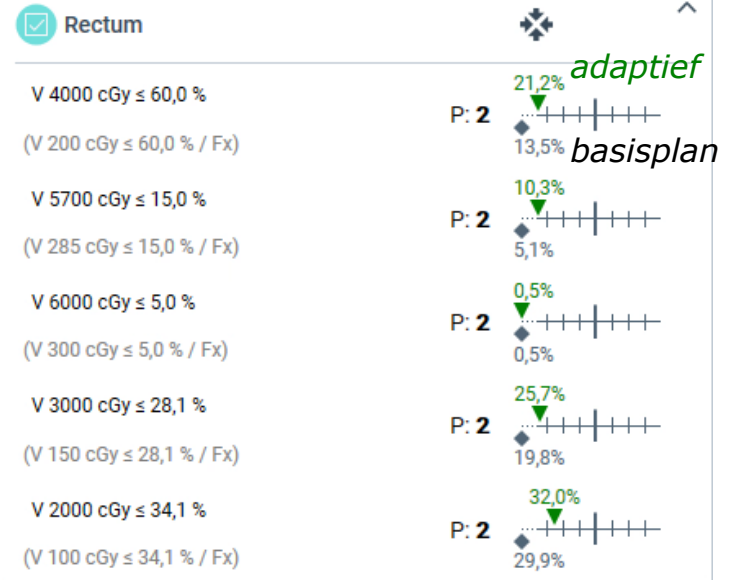 Rectum
adaptief
21,2%
V 4000 cGy ≤ 60,0 %
P: 2
(V 200 cGy ≤ 60,0 % / Fx)
13,5%
basisplan
10,3%
V 5700 cGy ≤ 15,0 %
P: 2
(V 285 cGy ≤ 15,0 % / Fx)
5,1%
0,5%
V 6000 cGy ≤ 5,0 %
P: 2
(V 300 cGy ≤ 5,0 % / Fx)
0,5%
25,7%
V 3000 cGy ≤ 28,1 %
P: 2
(V 150 cGy ≤ 28,1 % / Fx)
19,8%
32,0%
V 2000 cGy ≤ 34,1 %
P: 2
(V 100 cGy ≤ 34,1 % / Fx)
29,9%